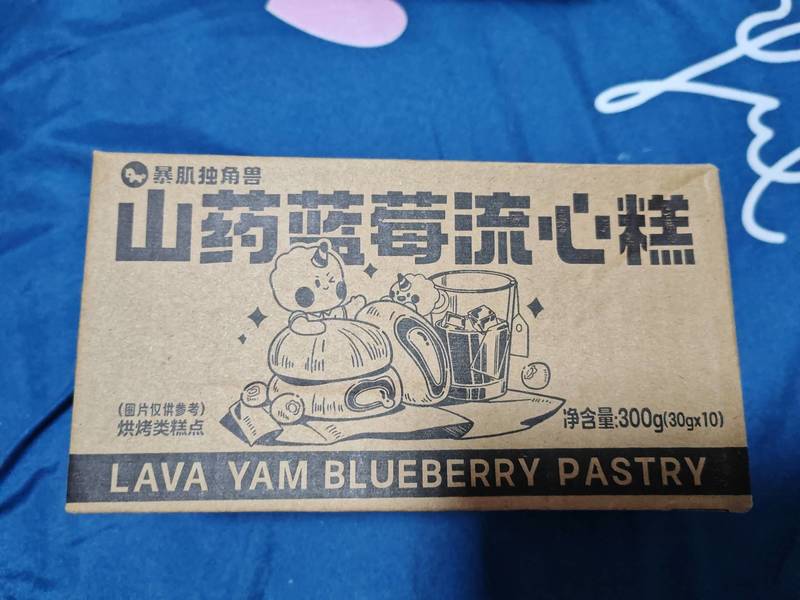 暴肌独角兽
山药蓝莓流心糕
(图片仅供参考)
烘烤类糕点
净含量:300g(30gx10)
LAVA YAM BLUEBERRY PASTRY